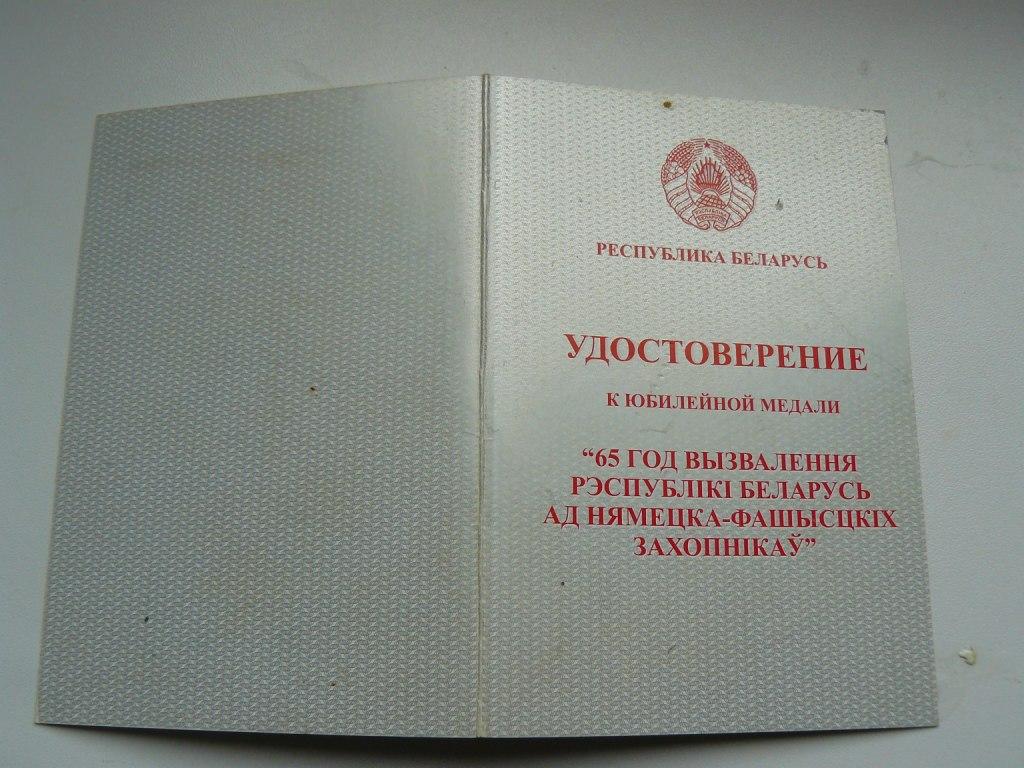 РЕСПУБЛИКА БЕЛАРУСЬ
УДОСТОВЕРЕНИЕ
К ЮБИЛЕЙНОЙ МЕДАЛИ
“65 ГОД ВЫЗВАЛЕННЯ
РЭСПУБЛІКІ БЕЛАРУСЬ
АД НЯМЕЦКА-ФАШЫСЦКІХ
ЗАХОПНІКАЎ”